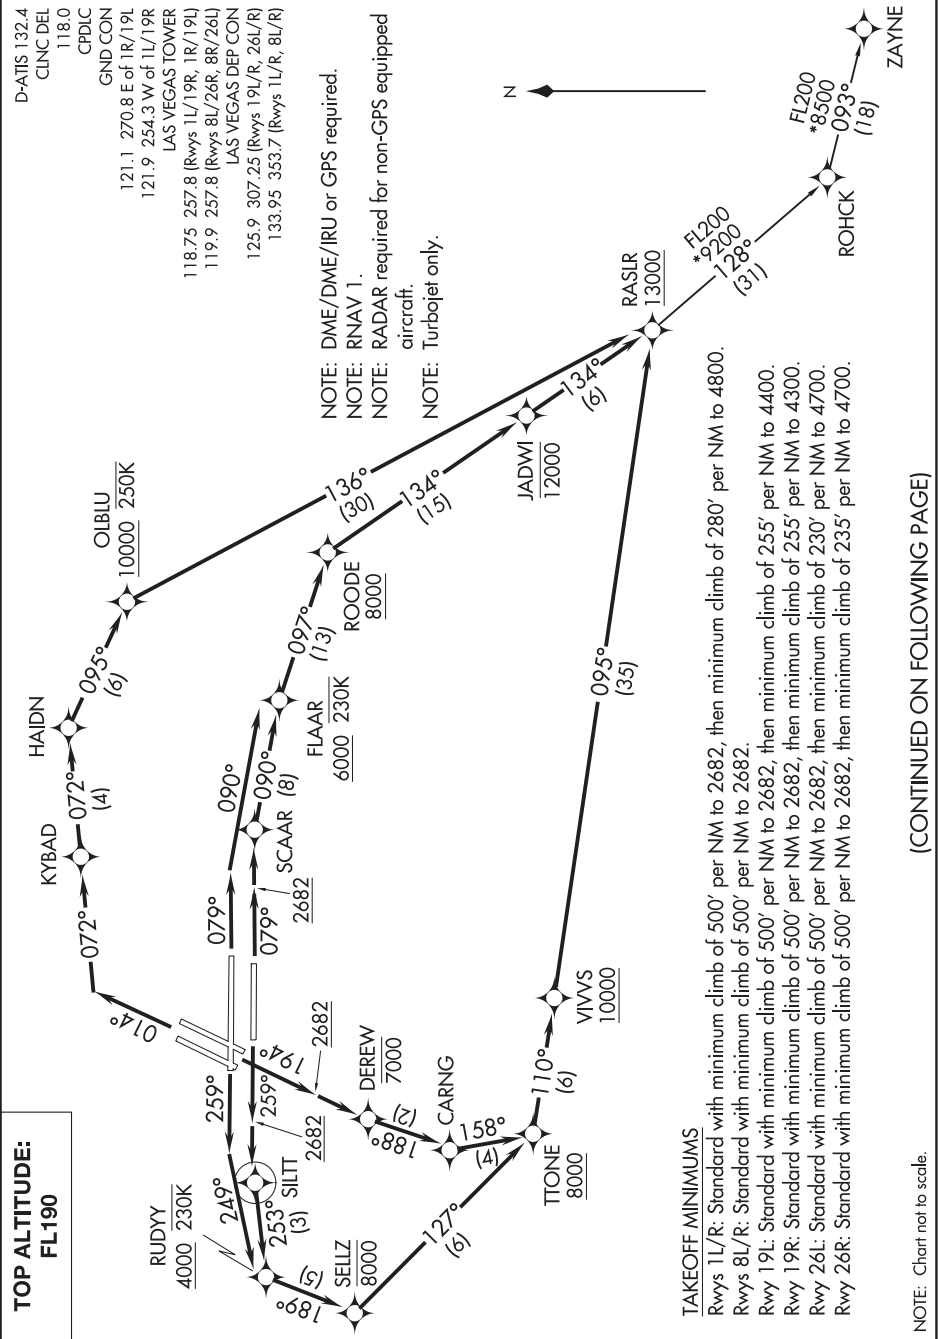 TOP ALTITUDE:
FL190
D-ATIS 132.4
CLNC DEL
118.0
CPDLC
GND CON
121.1 270.8 E of 1R/19L
121.9 254.3 W of 1L/19R
LAS VEGAS TOWER
118.75 257.8 (Rwys 1L/19R, 1R/19L)
119.9 257.8 (Rwys 8L/26R, 8R/26L)
LAS VEGAS DEP CON
125.9 307.25 (Rwys 19L/R, 26L/R)
133.95 353.7 (Rwys 1L/R, 8L/R)
NOTE: DME/DME/IRU or GPS required.
NOTE: RNAV 1.
NOTE: RADAR required for non-GPS equipped
aircraft.
NOTE: Turbojet only.
N
014°
072°
KYBAD
072°
(4)
HAIDN
095°
(6)
OLBLU
10000 250K
136°
(30)
079°
090°
079°
2682
SCAAR
090°
(8)
FLAAR
6000 230K
097°
(13)
ROODE
8000
134°
(15)
JADWI
12000
134°
(6)
RASLR
13000
FL200
*9200
128°
(31)
ROHCK
FL200
*8500
093°
(18)
ZAYNE
259°
249°
259°
2682
SILTT
253°
(3)
RUDYY
4000 230K
189°
(5)
SELLZ
8000
127°
(6)
194°
2682
DEREW
7000
188°
(2)
CARNG
158°
(4)
TTONE
8000
110°
(6)
VIVVS
10000
095°
(35)
TAKEOFF MINIMUMS
Rwys 1L/R: Standard with minimum climb of 500' per NM to 2682, then minimum climb of 280' per NM to 4800.
Rwys 8L/R: Standard with minimum climb of 500' per NM to 2682.
Rwy 19L: Standard with minimum climb of 500' per NM to 2682, then minimum climb of 255' per NM to 4400.
Rwy 19R: Standard with minimum climb of 500' per NM to 2682, then minimum climb of 255' per NM to 4300.
Rwy 26L: Standard with minimum climb of 500' per NM to 2682, then minimum climb of 230' per NM to 4700.
Rwy 26R: Standard with minimum climb of 500' per NM to 2682, then minimum climb of 235' per NM to 4700.
NOTE: Chart not to scale.
(CONTINUED ON FOLLOWING PAGE)